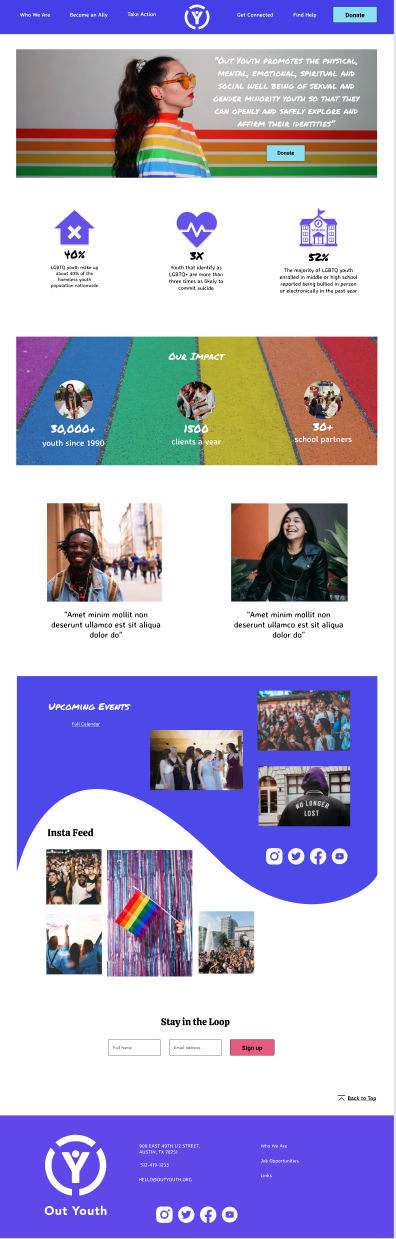 Who We Are
Become an Ally
Take Action
Get Connected
Find Help
Donate
"Out Youth promotes the physical,
mental, emotional, spiritual and
social well being of sexual and
gender minority youth so that they
can openly and safely explore and
affirm their identities"
Donate
SCHOOL
40%
LGBTQ youth make up
about 40% of the
homeless youth
population nationwide
3X
Youth that identify as
LGBTQ+ are more than
three times as likely to
commit suicide
52%
The majority of LGBTQ youth
enrolled in middle or high school
reported being bullied in person
or electronically in the past year
Our Impact
30,000+
youth since 1990
1500
clients a year
30+
school partners
"Amet minim mollit non
deserunt ullamco est sit aliqua
dolor do"
"Amet minim mollit non
deserunt ullamco est sit aliqua
dolor do"
Upcoming Events
Full Calendar
NO LONGER
LOST
Insta Feed
Stay in the Loop
Full Name
Email address
Sign up
Back to Top
909 EAST 49TH 1/2 STREET,
AUSTIN, TX 78751
512-419-1233
HELLO@OUTYOUTH.ORG
Who We Are
Job Opportunities
Links
Out Youth